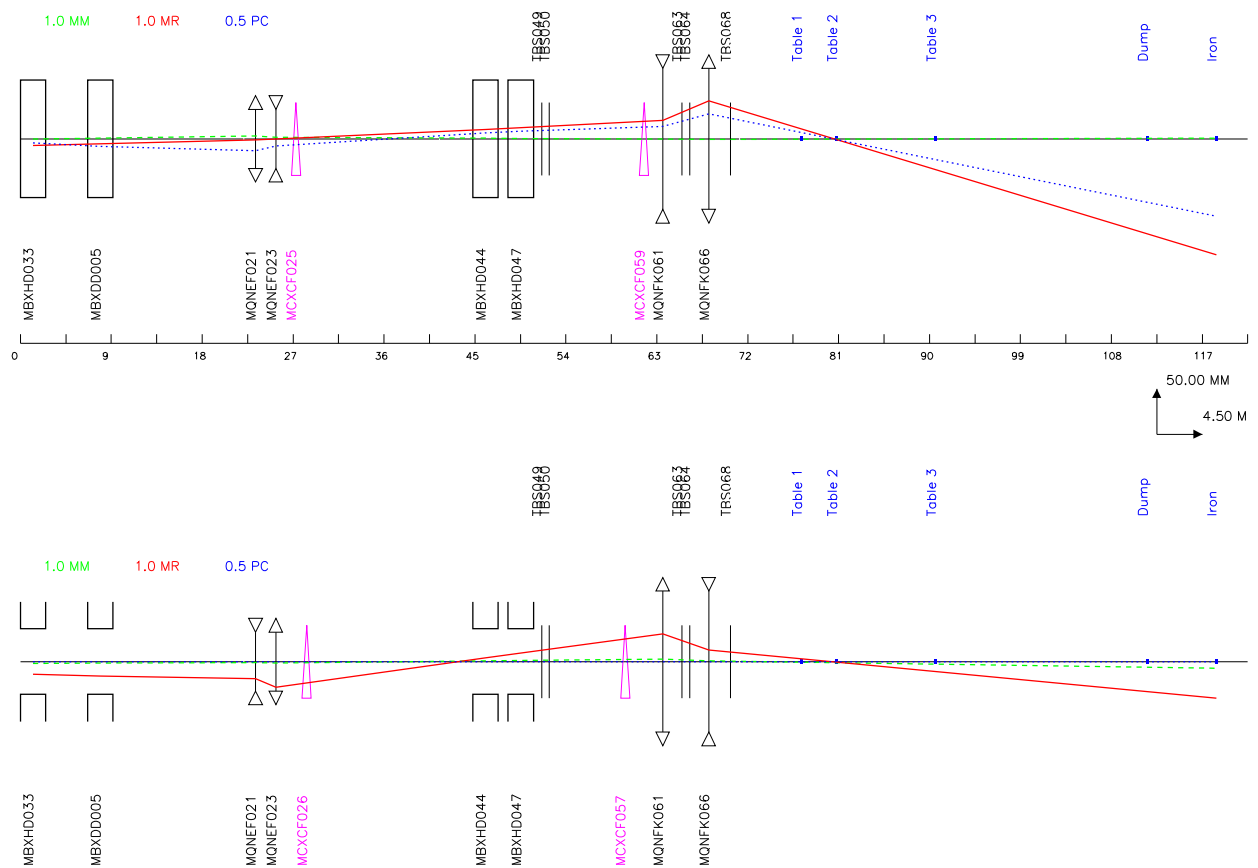 1.0 MM 1.0 MR 0.5 PC
TBS049 TBS050 TBS063 TBS064 TBS068 Table 1 Table 2 Table 3 Dump Iron
MBXHD033 MBXDD005 MQNEF021 MQNEF023 MCXCF025 MBXHD044 MBXHD047 MCXCF059 MQNFK061 MQNFK066
0 9 18 27 36 45 54 63 72 81 90 99 108 117
50.00 MM
4.50 M
TBS049 TBS050 TBS063 TBS064 TBS068 Table 1 Table 2 Table 3 Dump Iron
1.0 MM 1.0 MR 0.5 PC
MBXHD033 MBXDD005 MQNEF021 MQNEF023 MCXCF026 MBXHD044 MBXHD047 MCXCF057 MQNFK061 MQNFK066